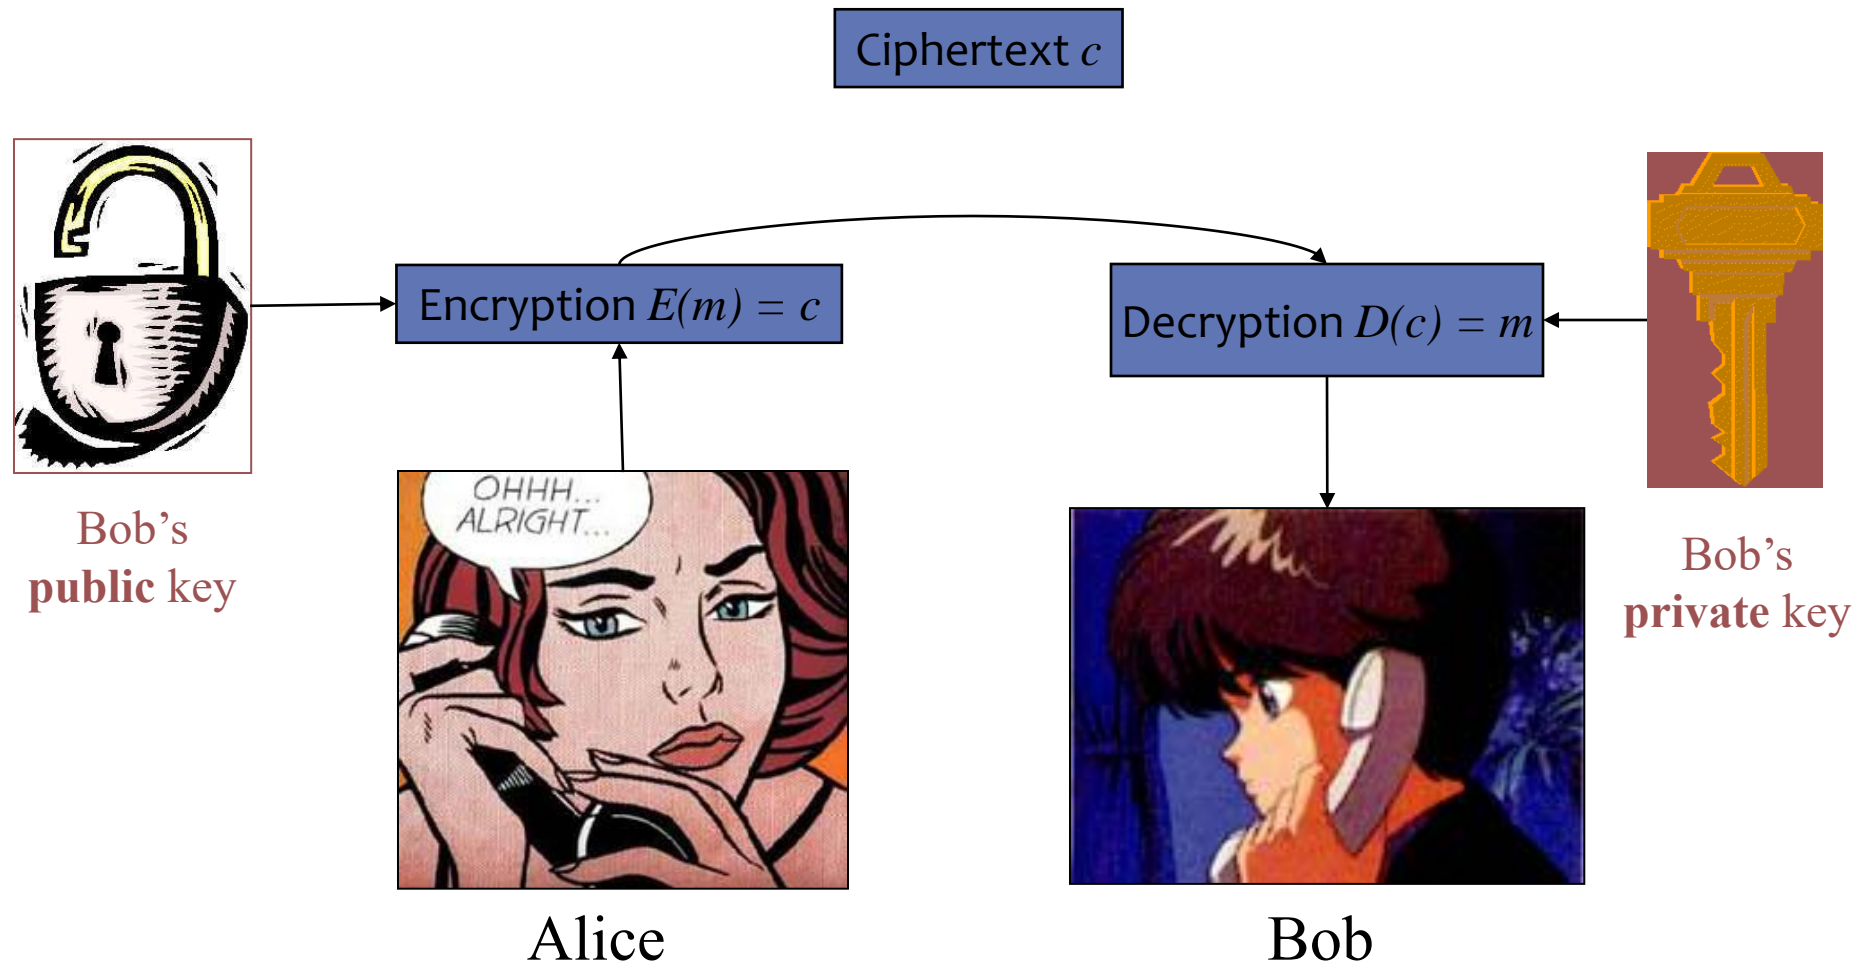 Ciphertext c
Encryption E(m) = c
Decryption D(c) = m
OHHH...
ALRIGHT...
Bob’s
public key
Bob’s
private key
Alice
Bob